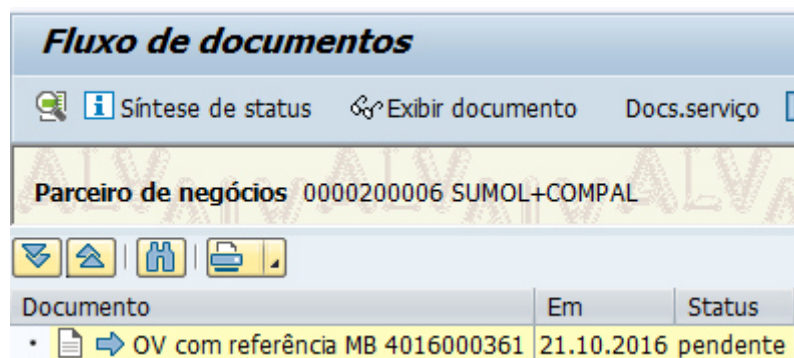 Fluxo de documentos
Síntese de status Exibir documento Docs.serviço
Parceiro de negócios 0000200006 SUMOL+COMPAL
Documento Em Status
OV com referência MB 4016000361 21.10.2016 pendente